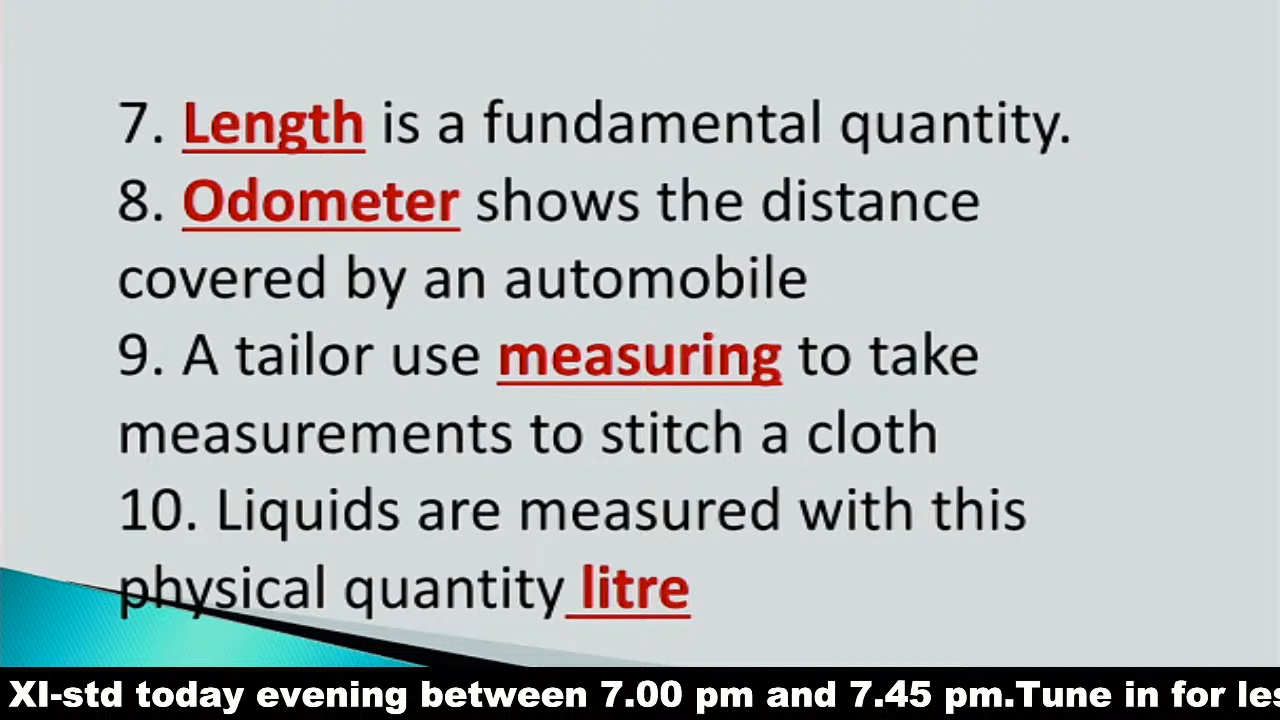 7. Length is a fundamental quantity.
8. Odometer shows the distance
covered by an automobile
9. A tailor use measuring to take
measurements to stitch a cloth
10. Liquids are measured with this
physical quantity litre
XI-std today evening between 7.00 pm and 7.45 pm.Tune in for les